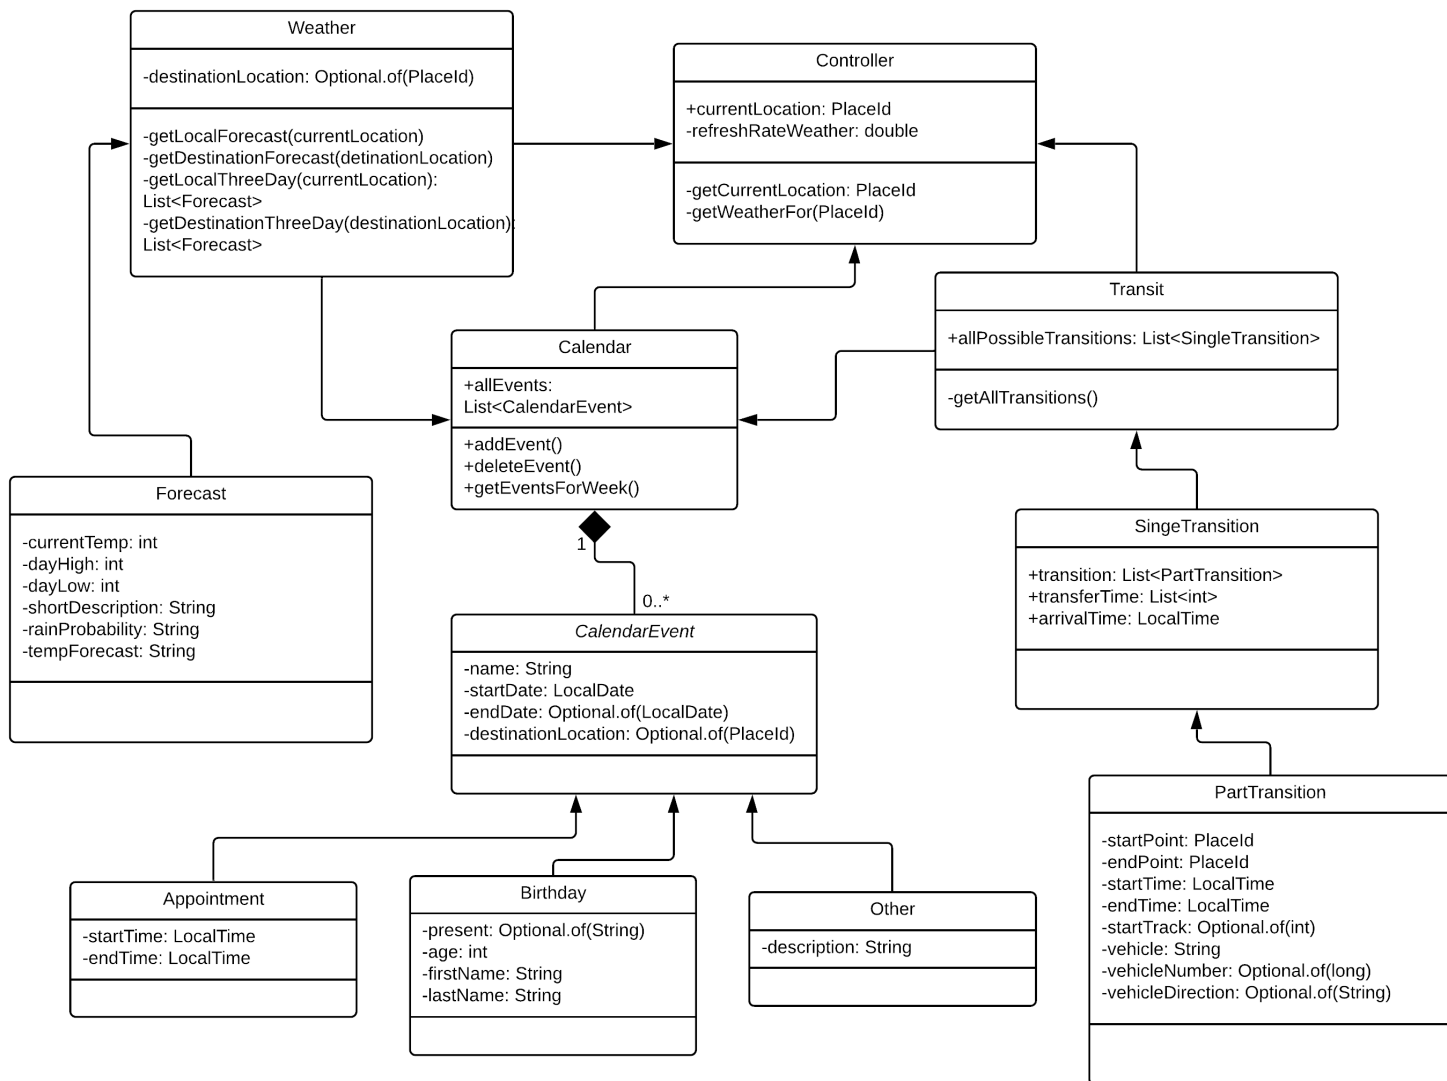 Weather
-destinationLocation: Optional.of(PlaceId)
-getLocalForecast(currentLocation)
-getDestinationForecast(detinationLocation)
-getLocalThreeDay(currentLocation):
List<Forecast>
-getDestinationThreeDay(destinationLocation):
List<Forecast>
Controller
+currentLocation: PlaceId
-refreshRateWeather: double
-getCurrentLocation: PlaceId
-getWeatherFor(PlaceId)
Transit
+allPossibleTransitions: List<SingleTransition>
-getAllTransitions()
Calendar
+allEvents:
List<CalendarEvent>
+addEvent()
+deleteEvent()
+getEventsForWeek()
1
0..*
Forecast
-currentTemp: int
-dayHigh: int
-dayLow: int
-shortDescription: String
-rainProbability: String
-tempForecast: String
SingeTransition
+transition: List<PartTransition>
+transferTime: List<int>
+arrivalTime: LocalTime
CalendarEvent
-name: String
-startDate: LocalDate
-endDate: Optional.of(LocalDate)
-destinationLocation: Optional.of(PlaceId)
PartTransition
-startPoint: PlaceId
-endPoint: PlaceId
-startTime: LocalTime
-endTime: LocalTime
-startTrack: Optional.of(int)
-vehicle: String
-vehicleNumber: Optional.of(long)
-vehicleDirection: Optional.of(String)
Appointment
-startTime: LocalTime
-endTime: LocalTime
Birthday
-present: Optional.of(String)
-age: int
-firstName: String
-lastName: String
Other
-description: String